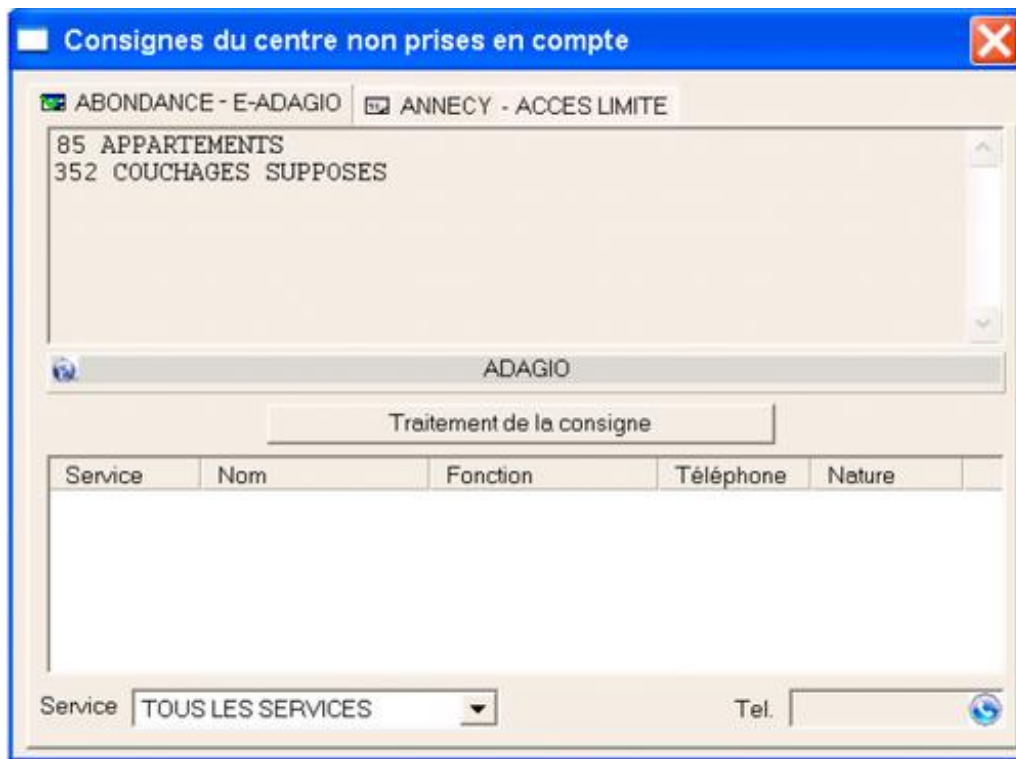 Consignes du centre non prises en compte
ABONDANCE - E-ADAGIO ANNECY - ACCES LIMITE
85 APPARTEMENTS
352 COUCHAGES SUPPOSES
ADAGIO
Traitement de la consigne
Service Nom Fonction Téléphone Nature
Service TOUS LES SERVICES Tel.